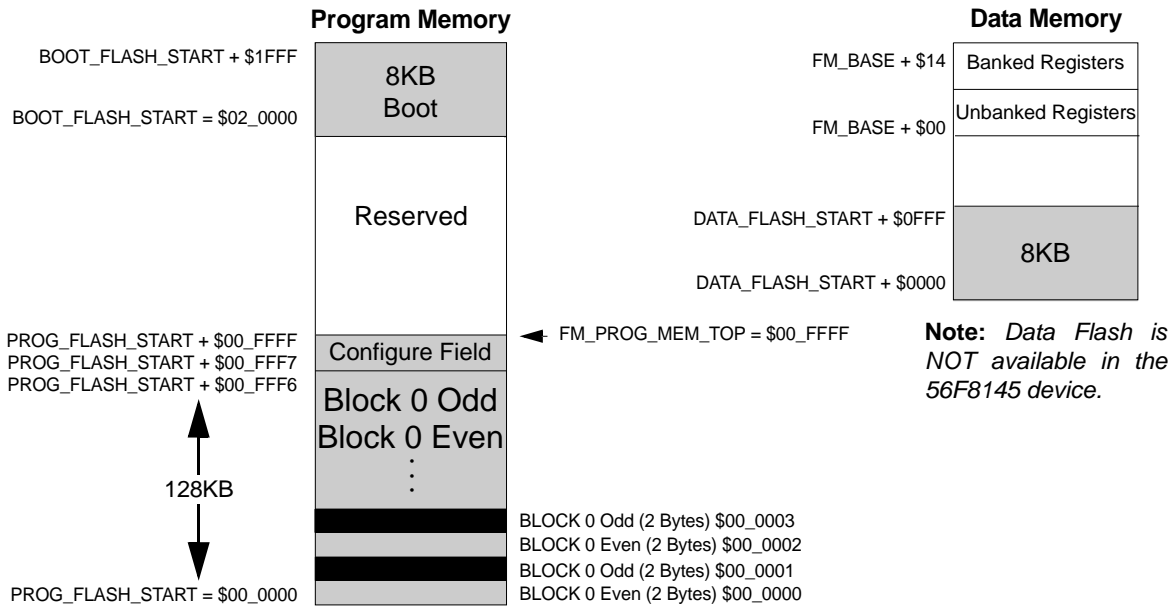 Program Memory
BOOT_FLASH_START + $1FFF
8KB
Boot
BOOT_FLASH_START = $02_0000
Reserved
PROG_FLASH_START + $00_FFFF
FM_PROG_MEM_TOP = $00_FFFF
Configure Field
PROG_FLASH_START + $00_FFF7
PROG_FLASH_START + $00_FFF6
Block 0 Odd
Block 0 Even
128KB
BLOCK 0 Odd (2 Bytes) $00_0003
BLOCK 0 Even (2 Bytes) $00_0002
BLOCK 0 Odd (2 Bytes) $00_0001
PROG_FLASH_START = $00_0000
BLOCK 0 Even (2 Bytes) $00_0000
Data Memory
FM_BASE + $14
Banked Registers
Unbanked Registers
FM_BASE + $00
DATA_FLASH_START + $0FFF
8KB
DATA_FLASH_START + $0000
Note: Data Flash is
NOT available in the
56F8145 device.